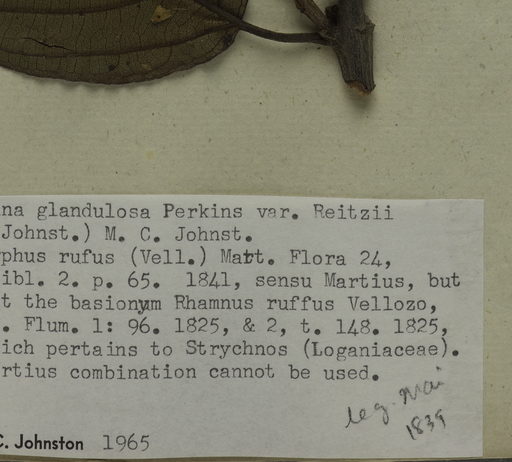 na glandulosa Perkins var. Reitzii
Johnst.) M. C. Johnst.
phus rufus (Vell.) Mart. Flora 24,
ibl. 2. p. 65. 1841, sensu Martius, but
t the basionym Rhamnus ruffus Vellozo,
. Flum. 1: 96. 1825, & 2, t. 148. 1825,
ich pertains to Strychnos (Loganiaceae).
rtius combination cannot be used.
leg. Mai
1839
C. Johnston 1965